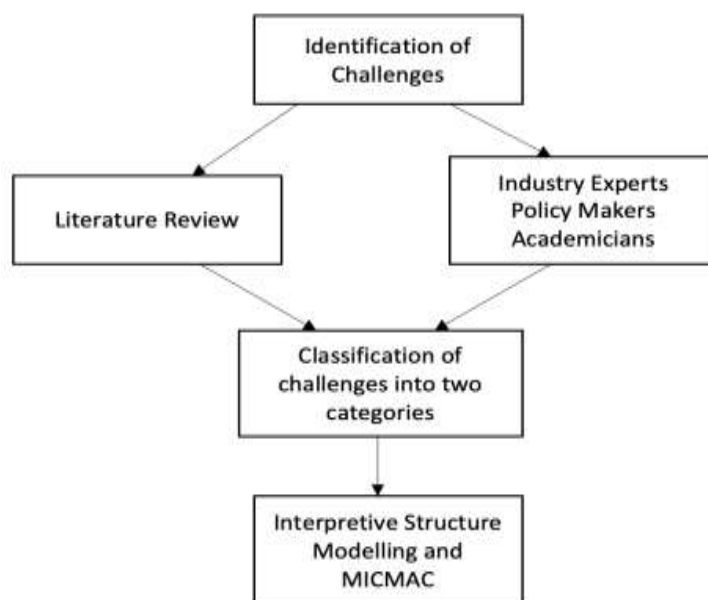 Identification of
Challenges
Literature Review
Industry Experts
Policy Makers
Academicians
Classification of
challenges into two
categories
Interpretive Structure
Modelling and
MICMAC